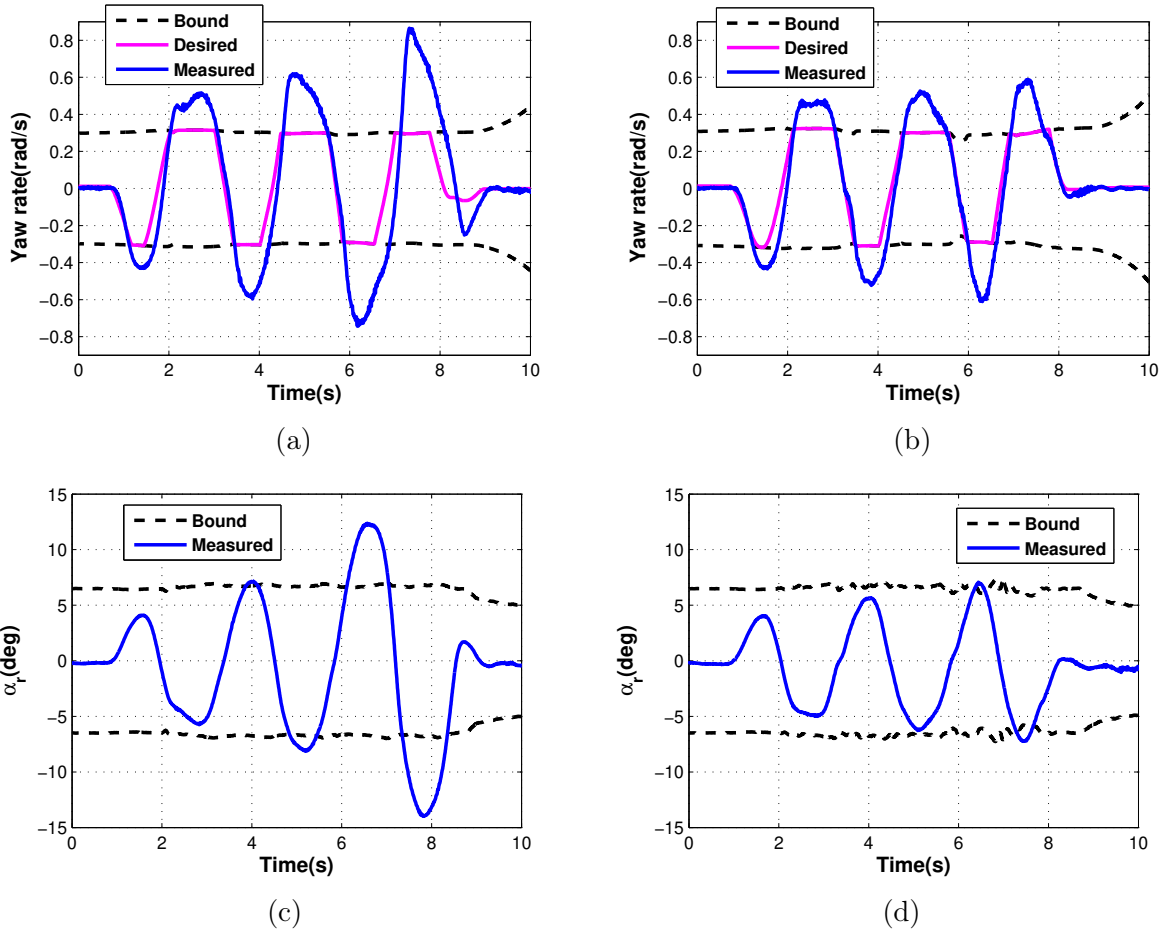 Bound
Desired
Measured
Yaw rate(rad/s)
0.8
0.6
0.4
0.2
0
−0.2
−0.4
−0.6
−0.8
0 2 4 6 8 10
Time(s)
(a)
Bound
Desired
Measured
Yaw rate(rad/s)
0.8
0.6
0.4
0.2
0
−0.2
−0.4
−0.6
−0.8
0 2 4 6 8 10
Time(s)
(b)
Bound
Measured
αr(deg)
15
10
5
0
−5
−10
−15
0 2 4 6 8 10
Time(s)
(c)
Bound
Measured
αr(deg)
15
10
5
0
−5
−10
−15
0 2 4 6 8 10
Time(s)
(d)